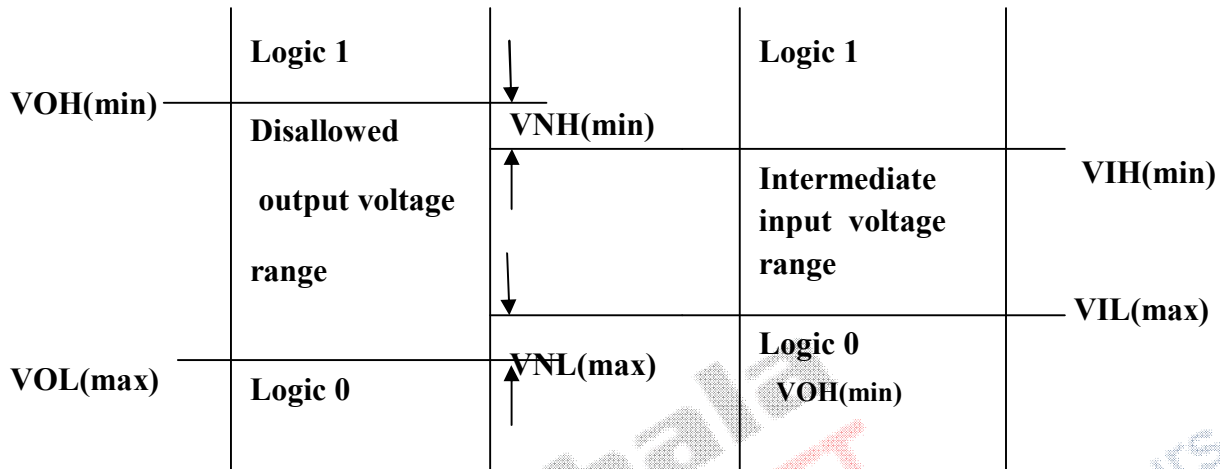 Logic 1
Logic 1
VOH(min)
Disallowed
output voltage
range
VNH(min)
VIH(min)
Intermediate
input voltage
range
VIL(max)
VOL(max)
Logic 0
VNL(max)
Logic 0
VOH(min)